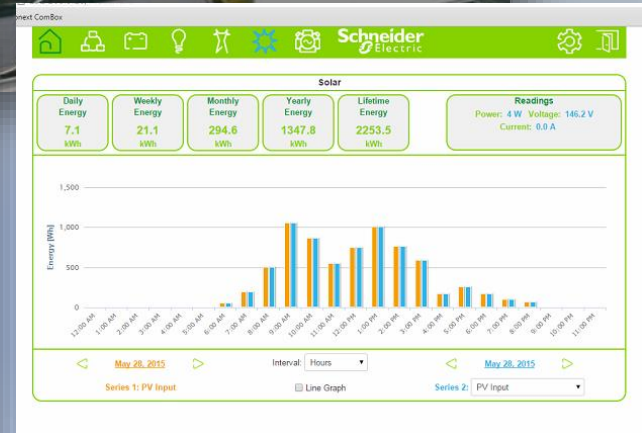 onext ComBox
Schneider
Electric
Solar
Daily Energy
7.1
kWh
Weekly Energy
21.1
kWh
Monthly Energy
294.6
kWh
Yearly Energy
1347.8
kWh
Lifetime Energy
2253.5
kWh
Readings
Power: 4 W Voltage: 146.2 V
Current: 0.0 A
Energy [Wh]
1,500
1,000
500
0
12:00 AM 1:00 AM 2:00 AM 3:00 AM 4:00 AM 5:00 AM 6:00 AM 7:00 AM 8:00 AM 9:00 AM 10:00 AM 11:00 AM 12:00 PM 1:00 PM 2:00 PM 3:00 PM 4:00 PM 5:00 PM 6:00 PM 7:00 PM 8:00 PM 9:00 PM 10:00 PM 11:00 PM
May 28, 2015 Interval: Hours May 28, 2015
Series 1: PV Input Line Graph Series 2: PV Input